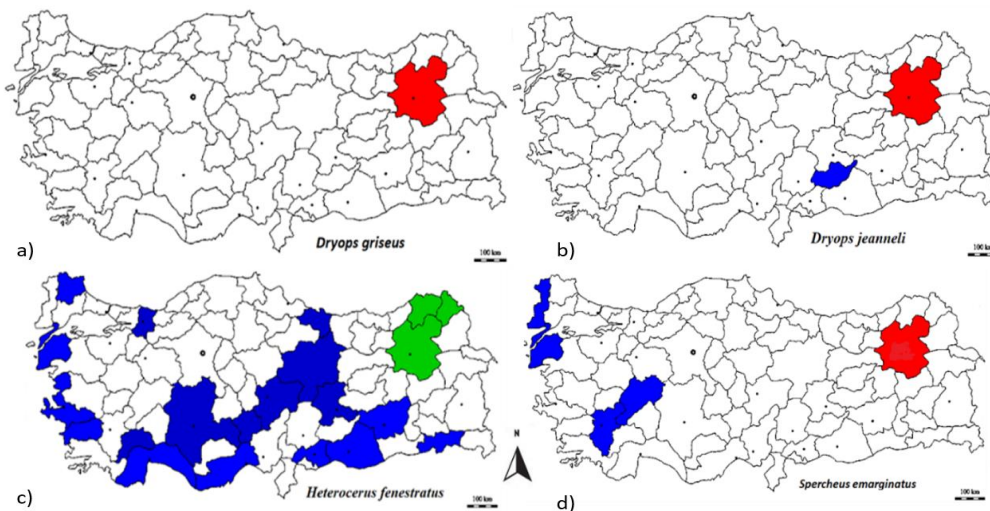 Dryops griseus
a)
100 km
Dryops jeanneli
b)
100 km
N
Heterocerus fenestratus
c)
100 km
Spercheus emarginatus
d)
100 km